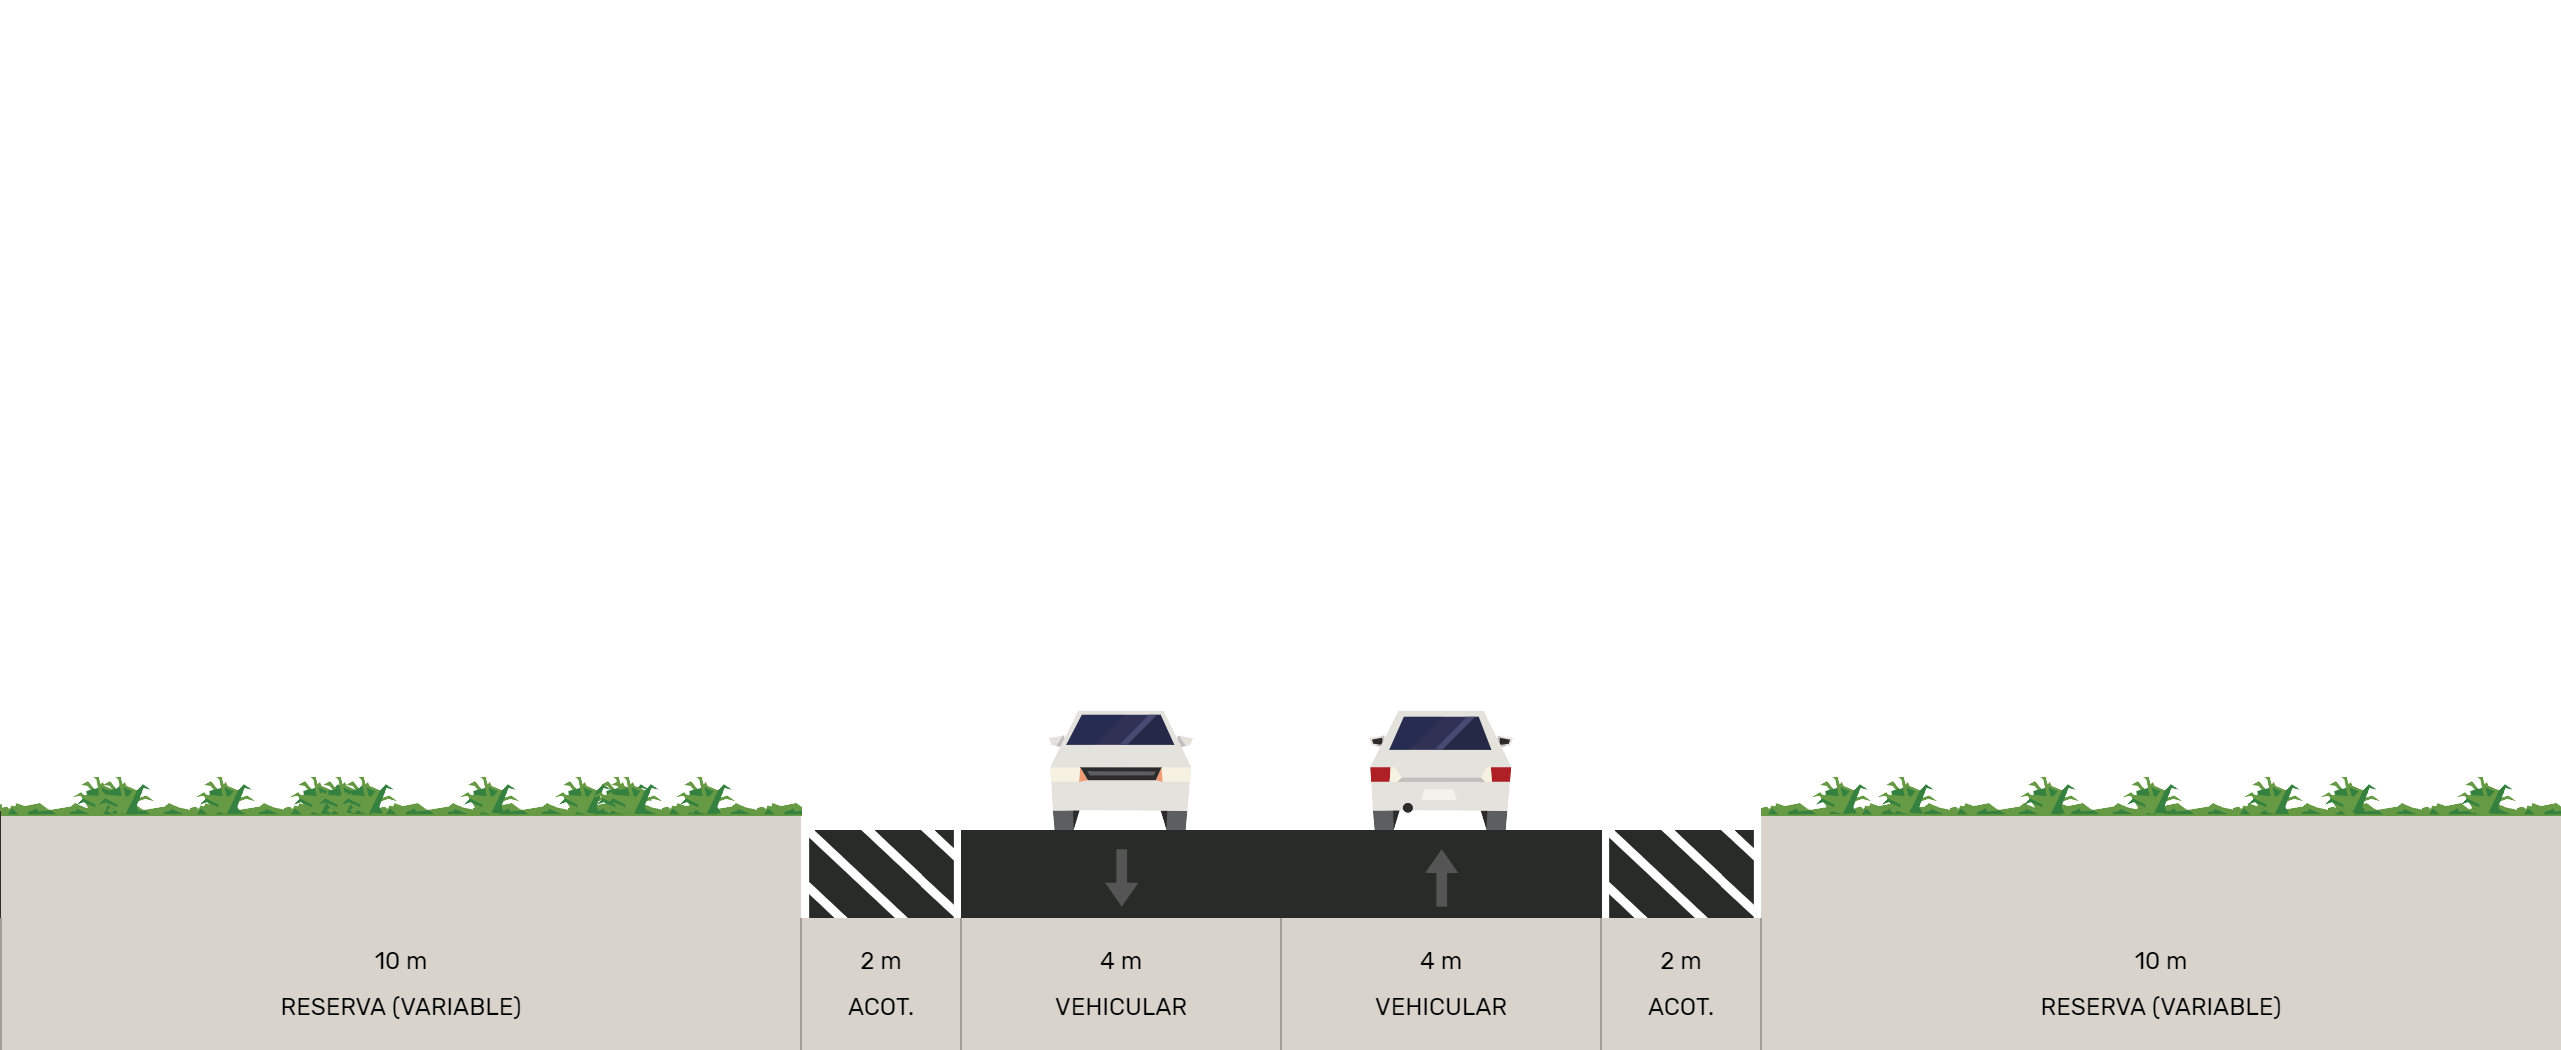 10 m
RESERVA (VARIABLE)
2 m
ACOT.
4 m
VEHICULAR
4 m
VEHICULAR
2 m
ACOT.
10 m
RESERVA (VARIABLE)